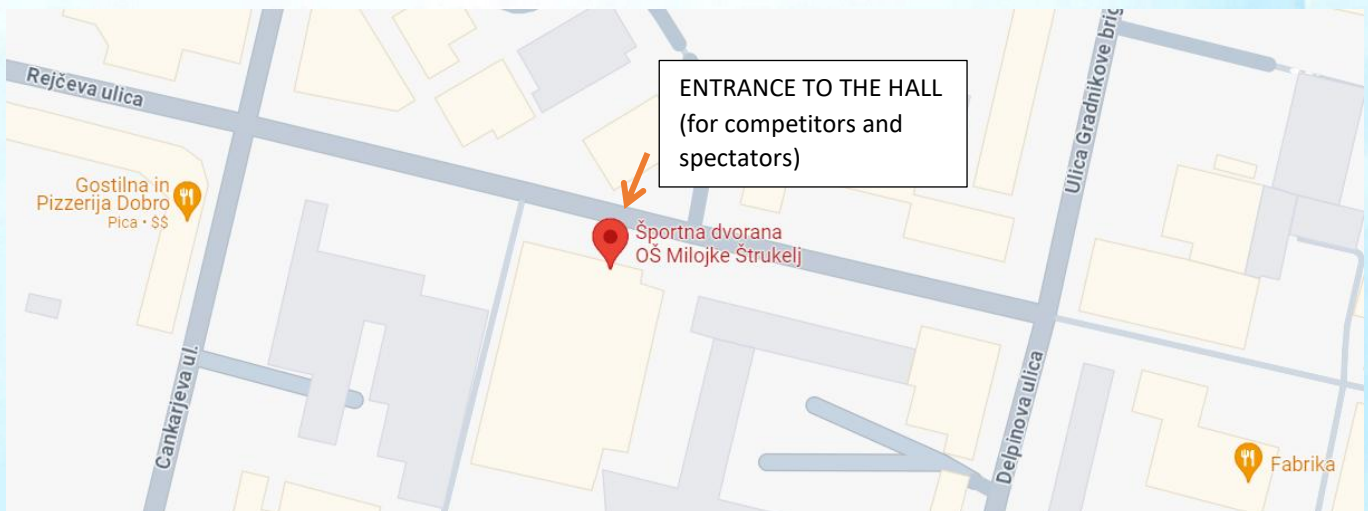 Rejčeva ulica
ENTRANCE TO THE HALL
(for competitors and
spectators)
Ulica Gradnikove brig
Gostilna in
Pizzerija Dobro
Pica • $$
Športna dvorana
OŠ Milojke Štrukelj
Cankarjeva ul.
Delpinova ulica
Fabrika